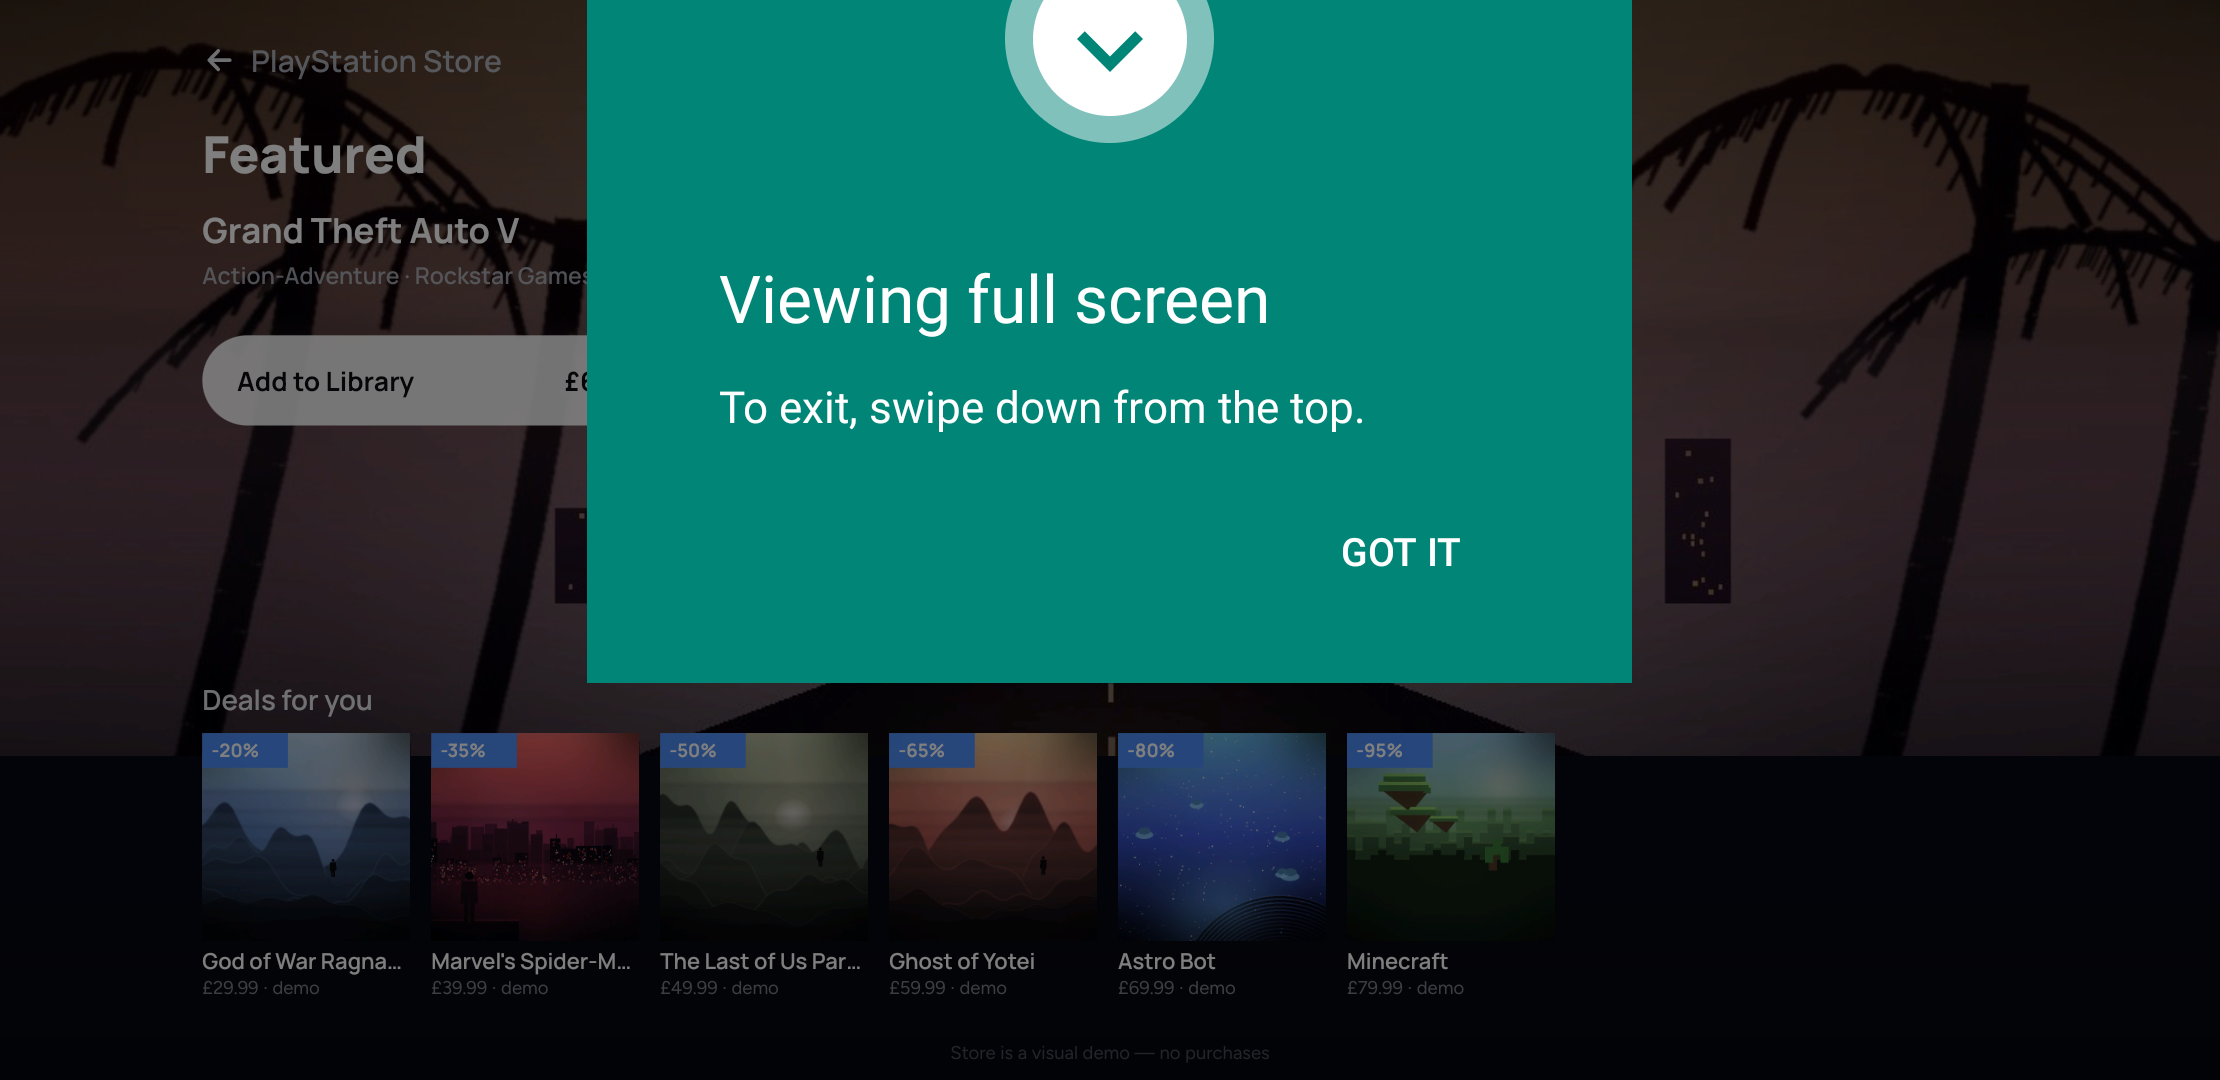 PlayStation Store
Featured
Grand Theft Auto V
Action-Adventure · Rockstar Games
Add to Library
Viewing full screen
To exit, swipe down from the top.
GOT IT
Deals for you
-20%
-35%
-50%
-65%
-80%
-95%
God of War Ragna...
Marvel's Spider-M...
The Last of Us Par...
Ghost of Yotei
Astro Bot
Minecraft
£29.99 · demo
£39.99 · demo
£49.99 · demo
£59.99 · demo
£69.99 · demo
£79.99 · demo
Store is a visual demo — no purchases